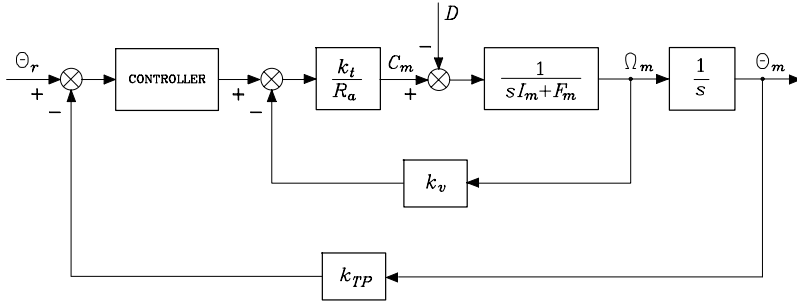 D
Θr
+
−
CONTROLLER
+
−
kt
Ra
Cm
+
−
1
sIm+Fm
Ωm
1
s
Θm
kv
kTP